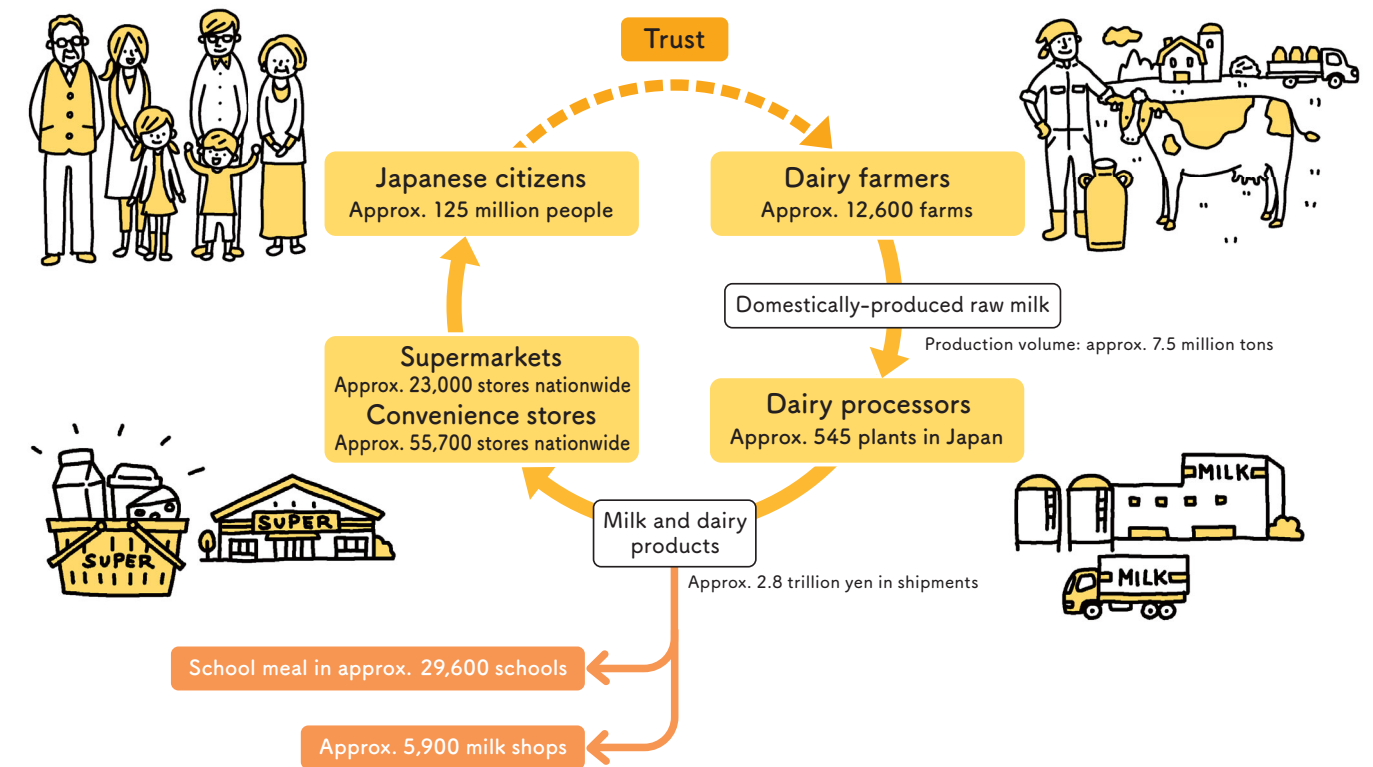 Trust
Japanese citizens
Approx. 125 million people
Dairy farmers
Approx. 12,600 farms
Domestically-produced raw milk
Production volume: approx. 7.5 million tons
Supermarkets
Approx. 23,000 stores nationwide
Convenience stores
Approx. 55,700 stores nationwide
Dairy processors
Approx. 545 plants in Japan
MILK
MILK
SUPER
SUPER
Milk and dairy
products
Approx. 2.8 trillion yen in shipments
School meal in approx. 29,600 schools
Approx. 5,900 milk shops